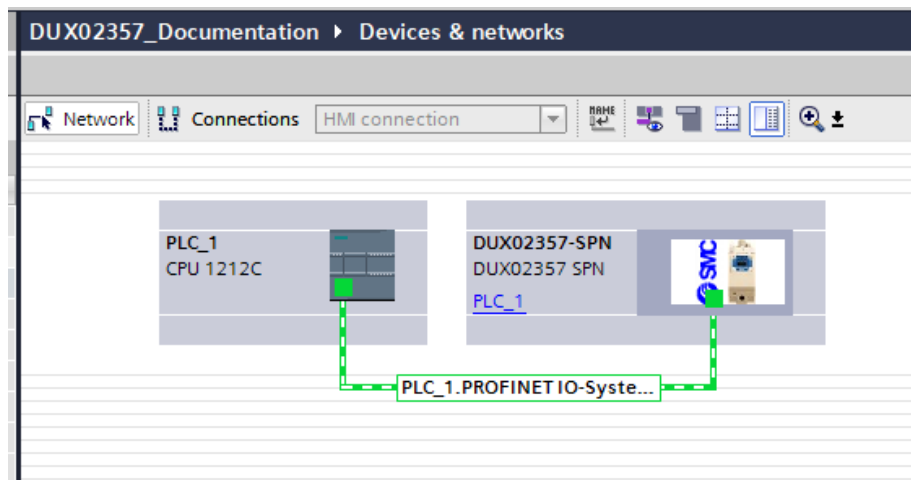 DUX02357_Documentation ▸ Devices & networks
Network Connections HMI connection
NAME
PLC_1
CPU 1212C
DUX02357-SPN
DUX02357 SPN
PLC_1
SMC
PLC_1.PROFINET IO-Syste...